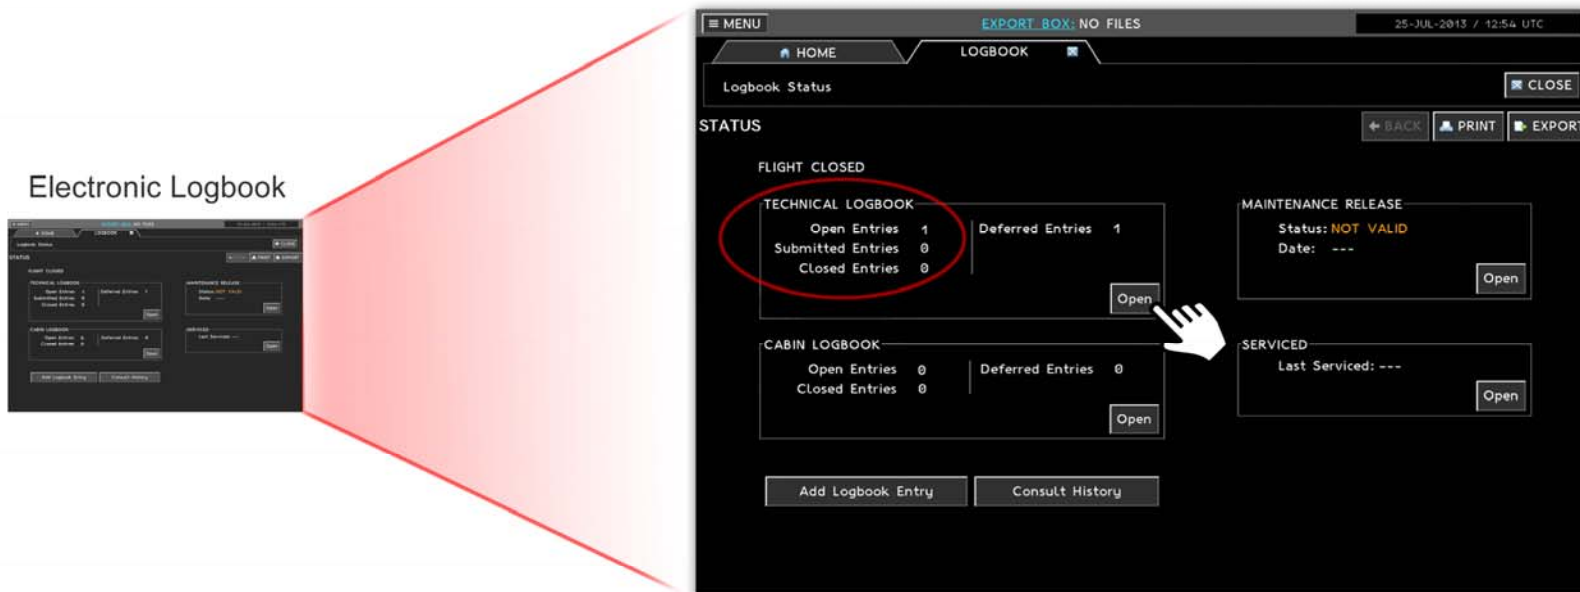 Electronic Logbook
MENU EXPORT BOX: NO FILES 25-JUL-2013 / 12:54 UTC
HOME LOGBOOK
Logbook Status CLOSE
STATUS BACK PRINT EXPORT
FLIGHT CLOSED
TECHNICAL LOGBOOK
Open Entries 1 Deferred Entries 1
Submitted Entries 0
Closed Entries 0
Open
MAINTENANCE RELEASE
Status: NOT VALID
Date: ---
Open
CABIN LOGBOOK
Open Entries 0 Deferred Entries 0
Closed Entries 0
Open
SERVICED
Last Serviced: ---
Open
Add Logbook Entry Consult History